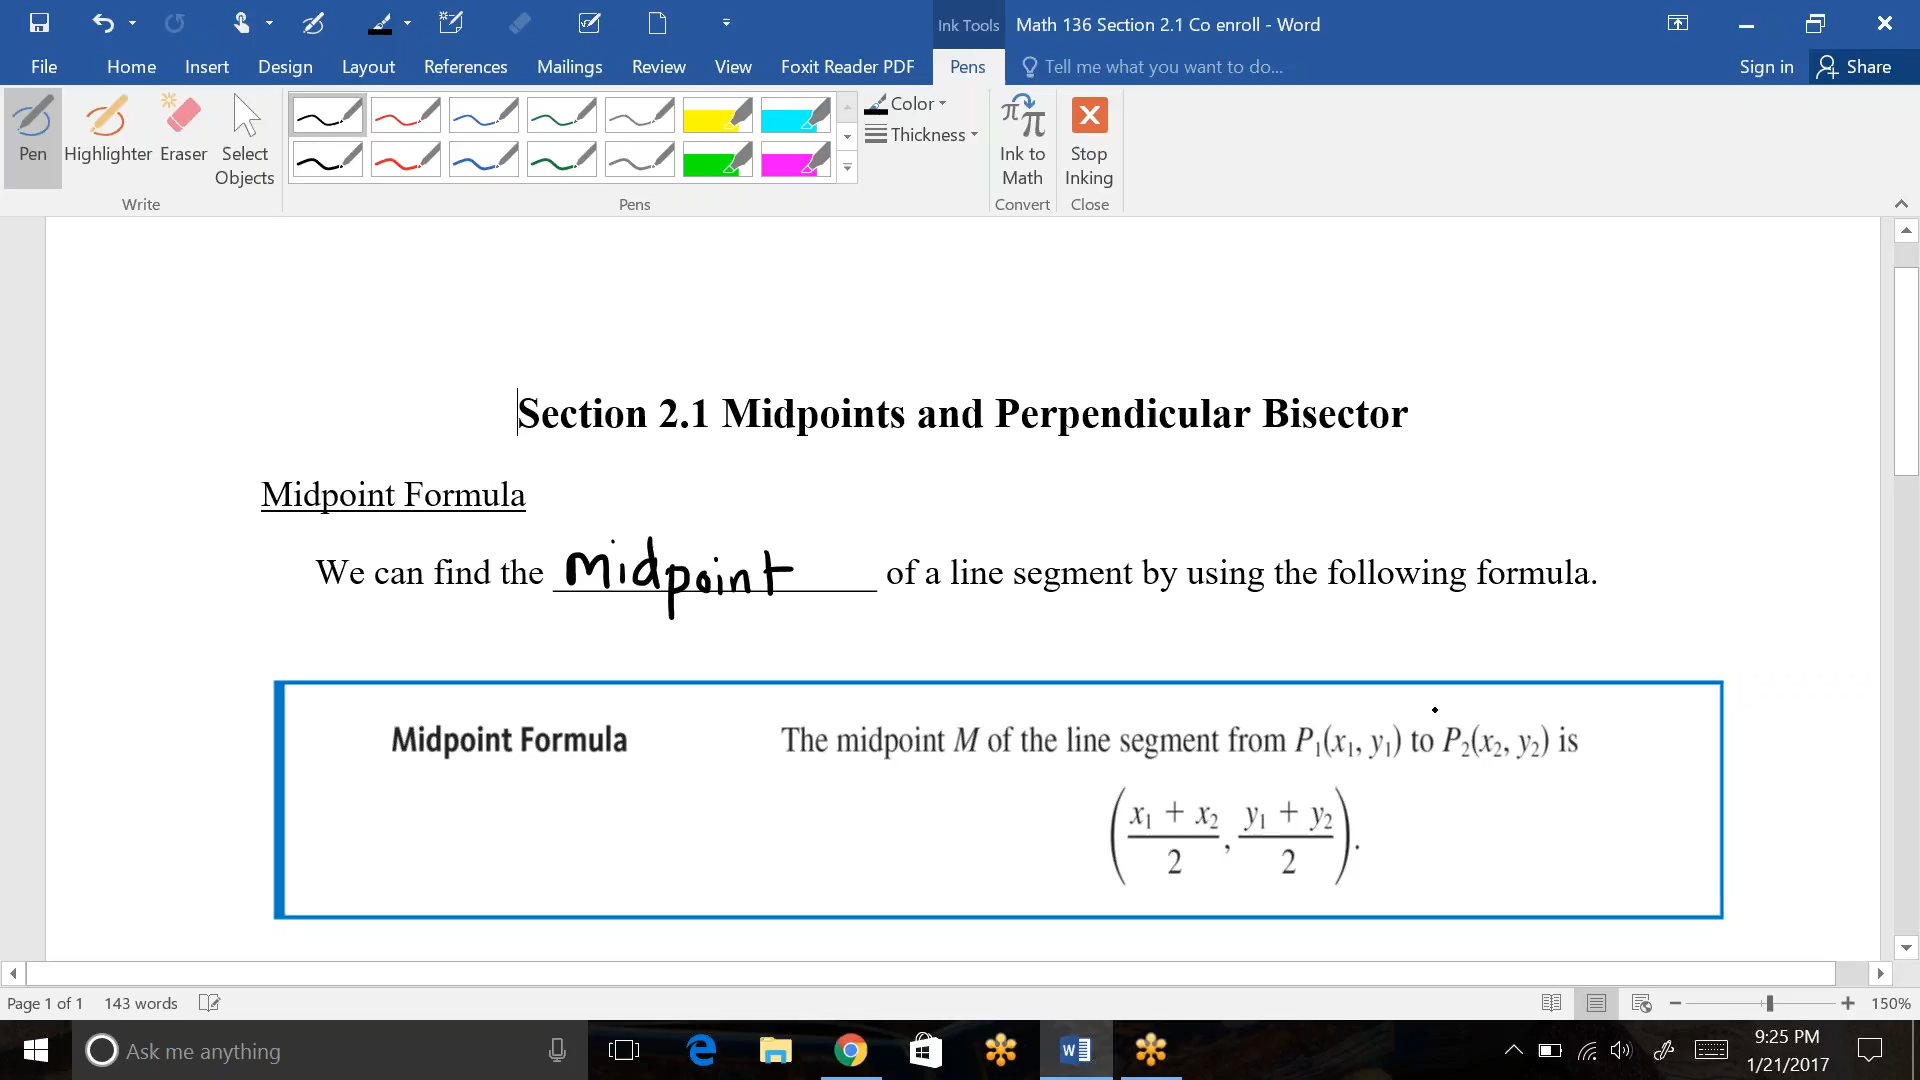 Ink Tools
Math 136 Section 2.1 Co enroll - Word
File Home Insert Design Layout References Mailings Review View Foxit Reader PDF Pens Tell me what you want to do... Sign in Share
Pen Highlighter Eraser Select Objects
Color
Thickness
Ink to Math
Stop Inking
Write Pens Convert Close
Section 2.1 Midpoints and Perpendicular Bisector
Midpoint Formula
We can find the midpoint of a line segment by using the following formula.
Midpoint Formula The midpoint M of the line segment from P₁(x₁, y₁) to P₂(x₂, y₂) is
(x₁ + x₂ / 2, y₁ + y₂ / 2).
Page 1 of 1 143 words 150%
Ask me anything
9:25 PM
1/21/2017